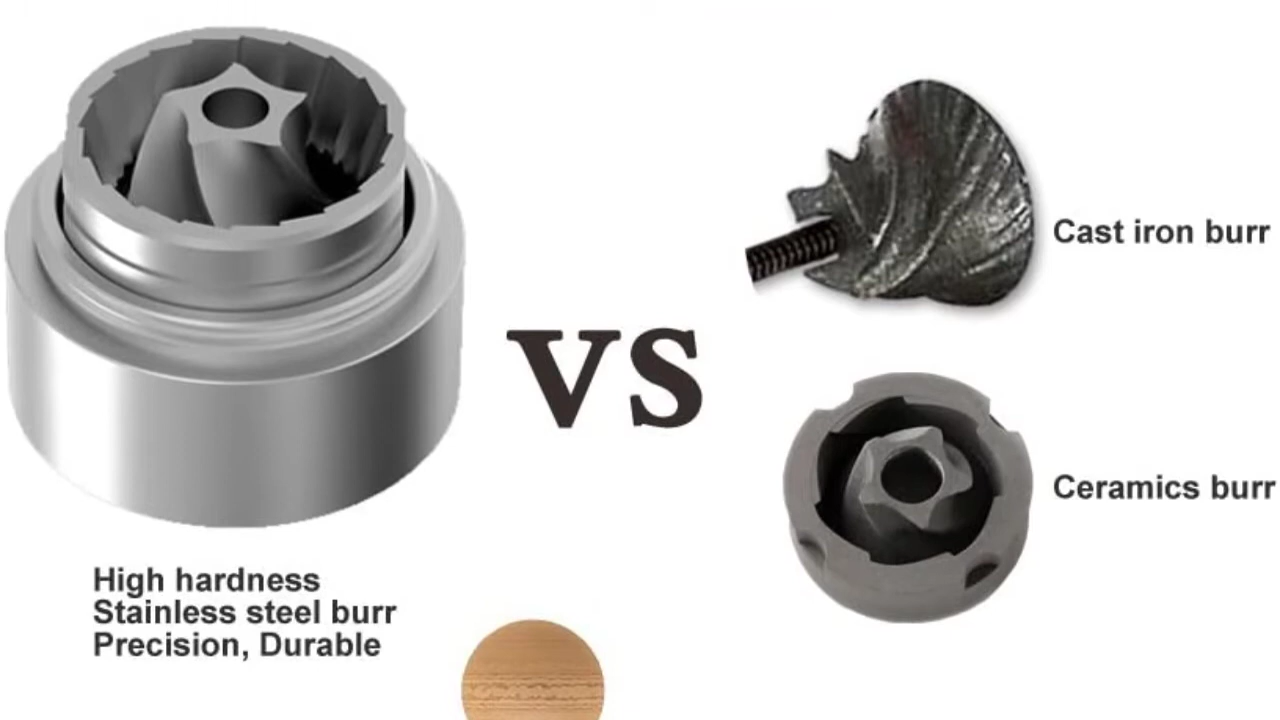 VS
Cast iron burr
Ceramics burr
High hardness
Stainless steel burr
Precision, Durable